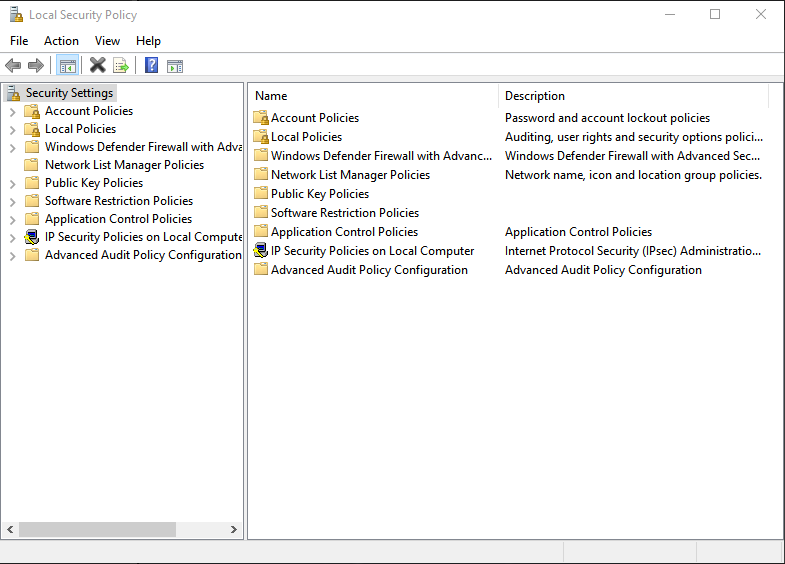 Local Security Policy
File Action View Help
Security Settings
Account Policies
Local Policies
Windows Defender Firewall with Adva
Network List Manager Policies
Public Key Policies
Software Restriction Policies
Application Control Policies
IP Security Policies on Local Compute
Advanced Audit Policy Configuration
Name Description
Account Policies Password and account lockout policies
Local Policies Auditing, user rights and security options polici...
Windows Defender Firewall with Advanc... Windows Defender Firewall with Advanced Sec...
Network List Manager Policies Network name, icon and location group policies.
Public Key Policies
Software Restriction Policies
Application Control Policies Application Control Policies
IP Security Policies on Local Computer Internet Protocol Security (IPsec) Administratio...
Advanced Audit Policy Configuration Advanced Audit Policy Configuration